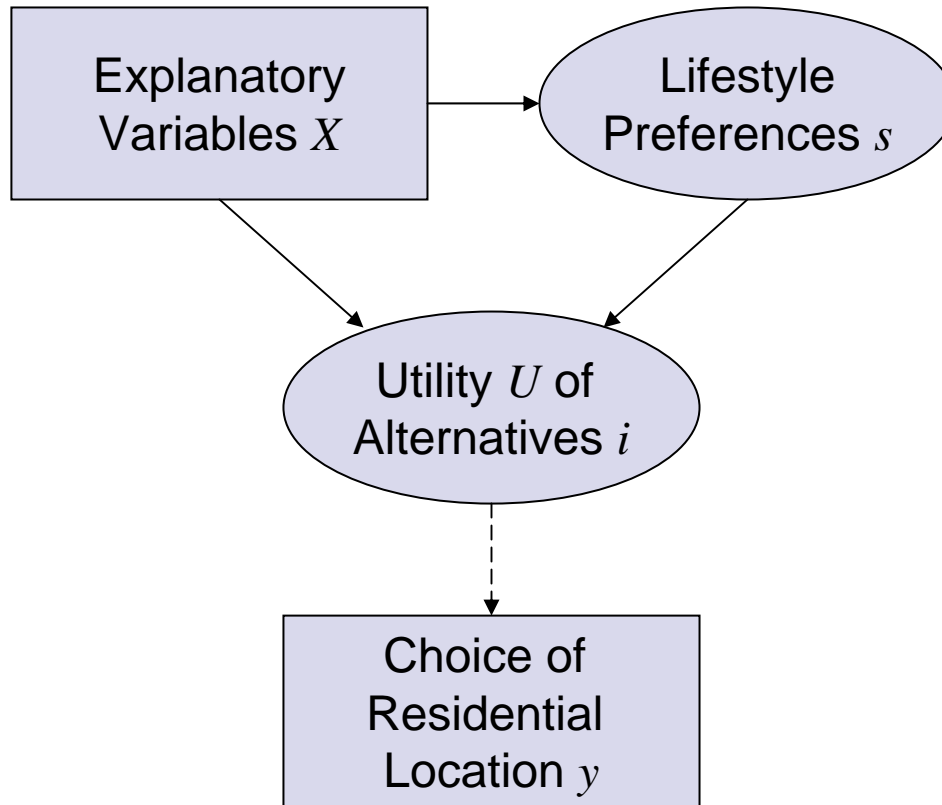 Explanatory
Variables X
Lifestyle
Preferences s
Utility U of
Alternatives i
Choice of
Residential
Location y